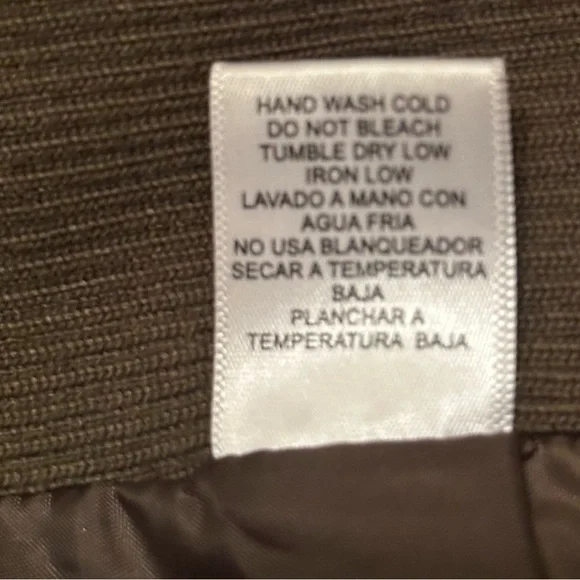 HAND WASH COLD
DO NOT BLEACH
TUMBLE DRY LOW
IRON LOW
LAVADO A MANO CON
AGUA FRIA
NO USA BLANQUEADOR
SECAR A TEMPERATURA
BAJA
PLANCHAR A
TEMPERATURA BAJA